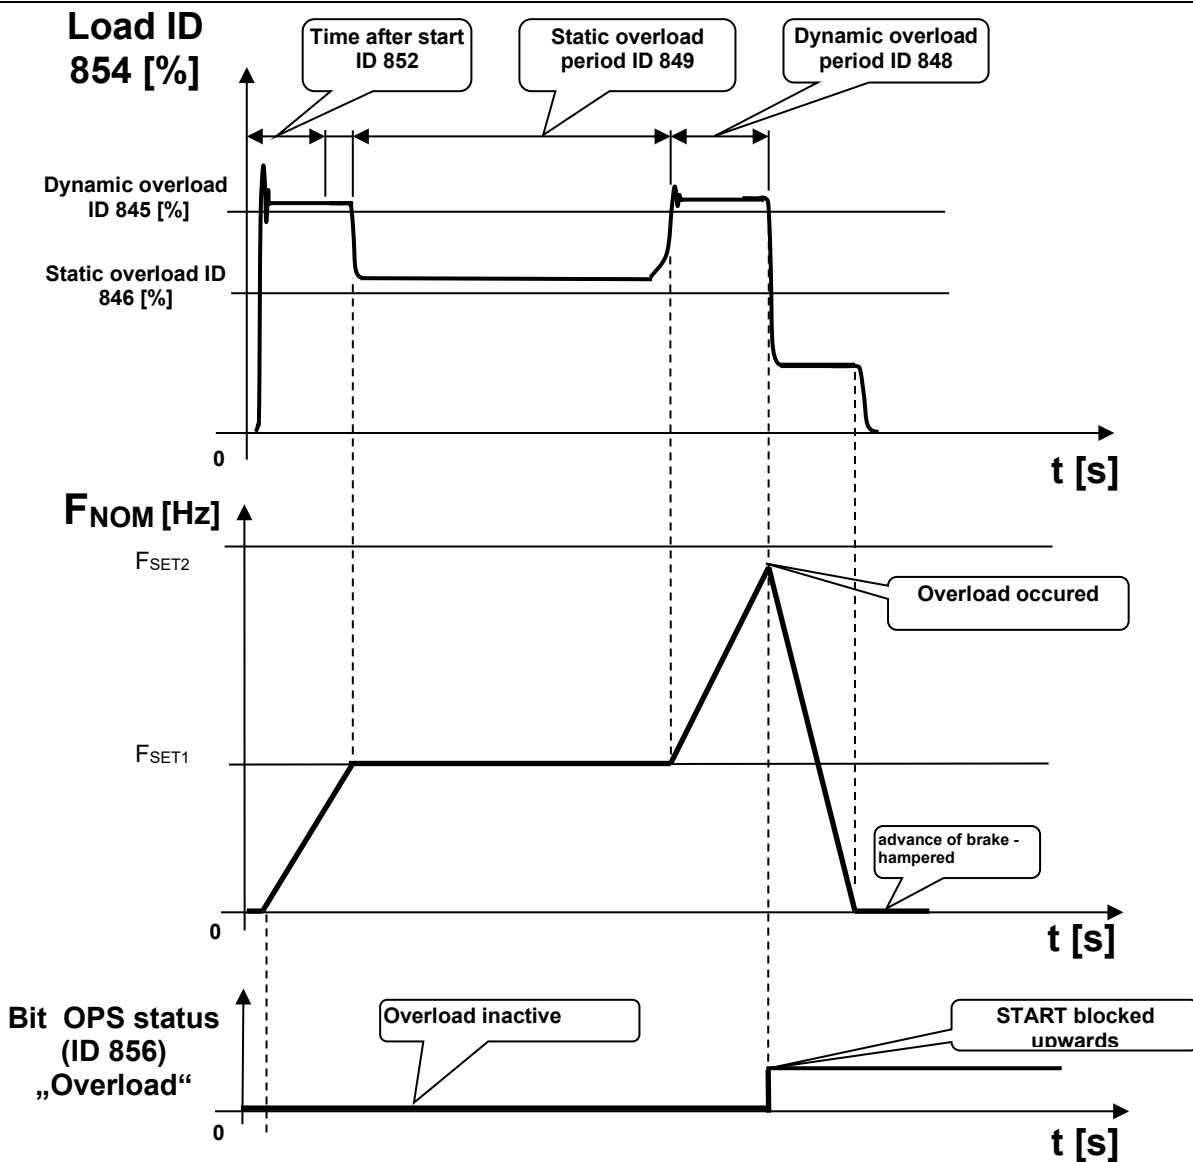 Load ID
854 [%]
Time after start
ID 852
Static overload
period ID 849
Dynamic overload
period ID 848
Dynamic overload
ID 845 [%]
Static overload ID
846 [%]
0
t [s]
FNOM [Hz]
FSET2
Overload occured
FSET1
advance of brake -
hampered
0
t [s]
Bit OPS status
(ID 856)
„Overload“
Overload inactive
START blocked
upwards
0
t [s]